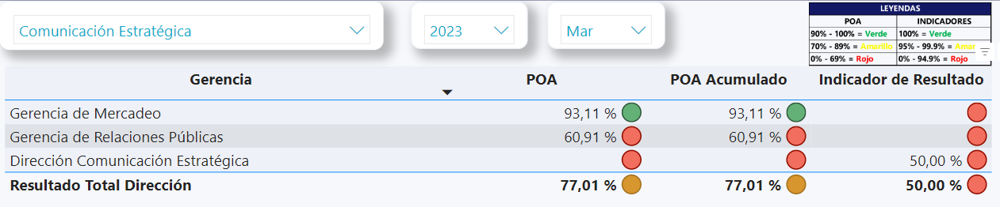 LEYENDAS
POA INDICADORES
Comunicación Estratégica 2023 Mar
90% - 100% = Verde 100% = Verde
70% - 89% = Amarillo 95% - 99.9% =
0% - 69% = Rojo 0% - 94.9% = Rojo
Gerencia POA POA Acumulado Indicador de Resultado
Gerencia de Mercadeo 93,11 % 93,11 %
Gerencia de Relaciones Públicas 60,91 % 60,91 %
Dirección Comunicación Estratégica 50,00 %
Resultado Total Dirección 77,01 % 77,01 % 50,00 %